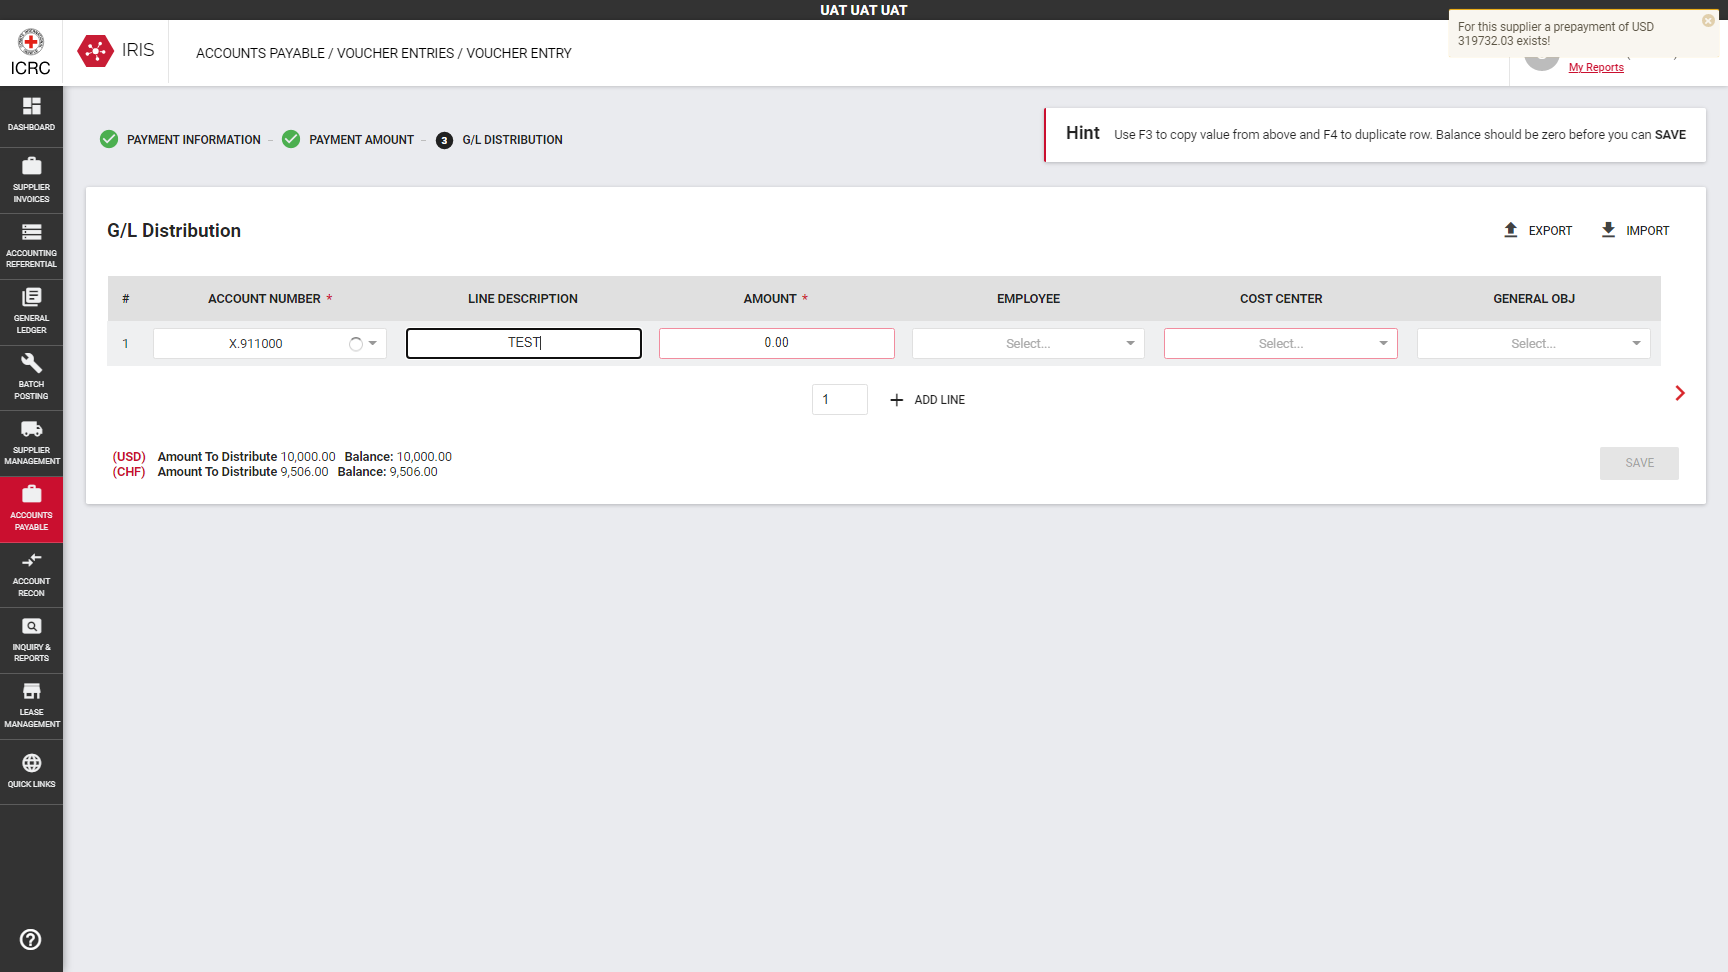 UAT UAT UAT
For this supplier a prepayment of USD
319732.03 exists!
ICRC
IRIS
ACCOUNTS PAYABLE / VOUCHER ENTRIES / VOUCHER ENTRY
My Reports
DASHBOARD
SUPPLIER
INVOICES
ACCOUNTING
REFERENTIAL
GENERAL
LEDGER
BATCH
POSTING
SUPPLIER
MANAGEMENT
ACCOUNTS
PAYABLE
ACCOUNT
RECON
INQUIRY &
REPORTS
LEASE
MANAGEMENT
QUICK LINKS
PAYMENT INFORMATION – PAYMENT AMOUNT – 3 G/L DISTRIBUTION
Hint Use F3 to copy value from above and F4 to duplicate row. Balance should be zero before you can SAVE
G/L Distribution
EXPORT IMPORT
# ACCOUNT NUMBER * LINE DESCRIPTION AMOUNT * EMPLOYEE COST CENTER GENERAL OBJ
1 X.911000 TEST 0.00 Select... Select... Select...
1 + ADD LINE
(USD) Amount To Distribute 10,000.00 Balance: 10,000.00
(CHF) Amount To Distribute 9,506.00 Balance: 9,506.00
SAVE